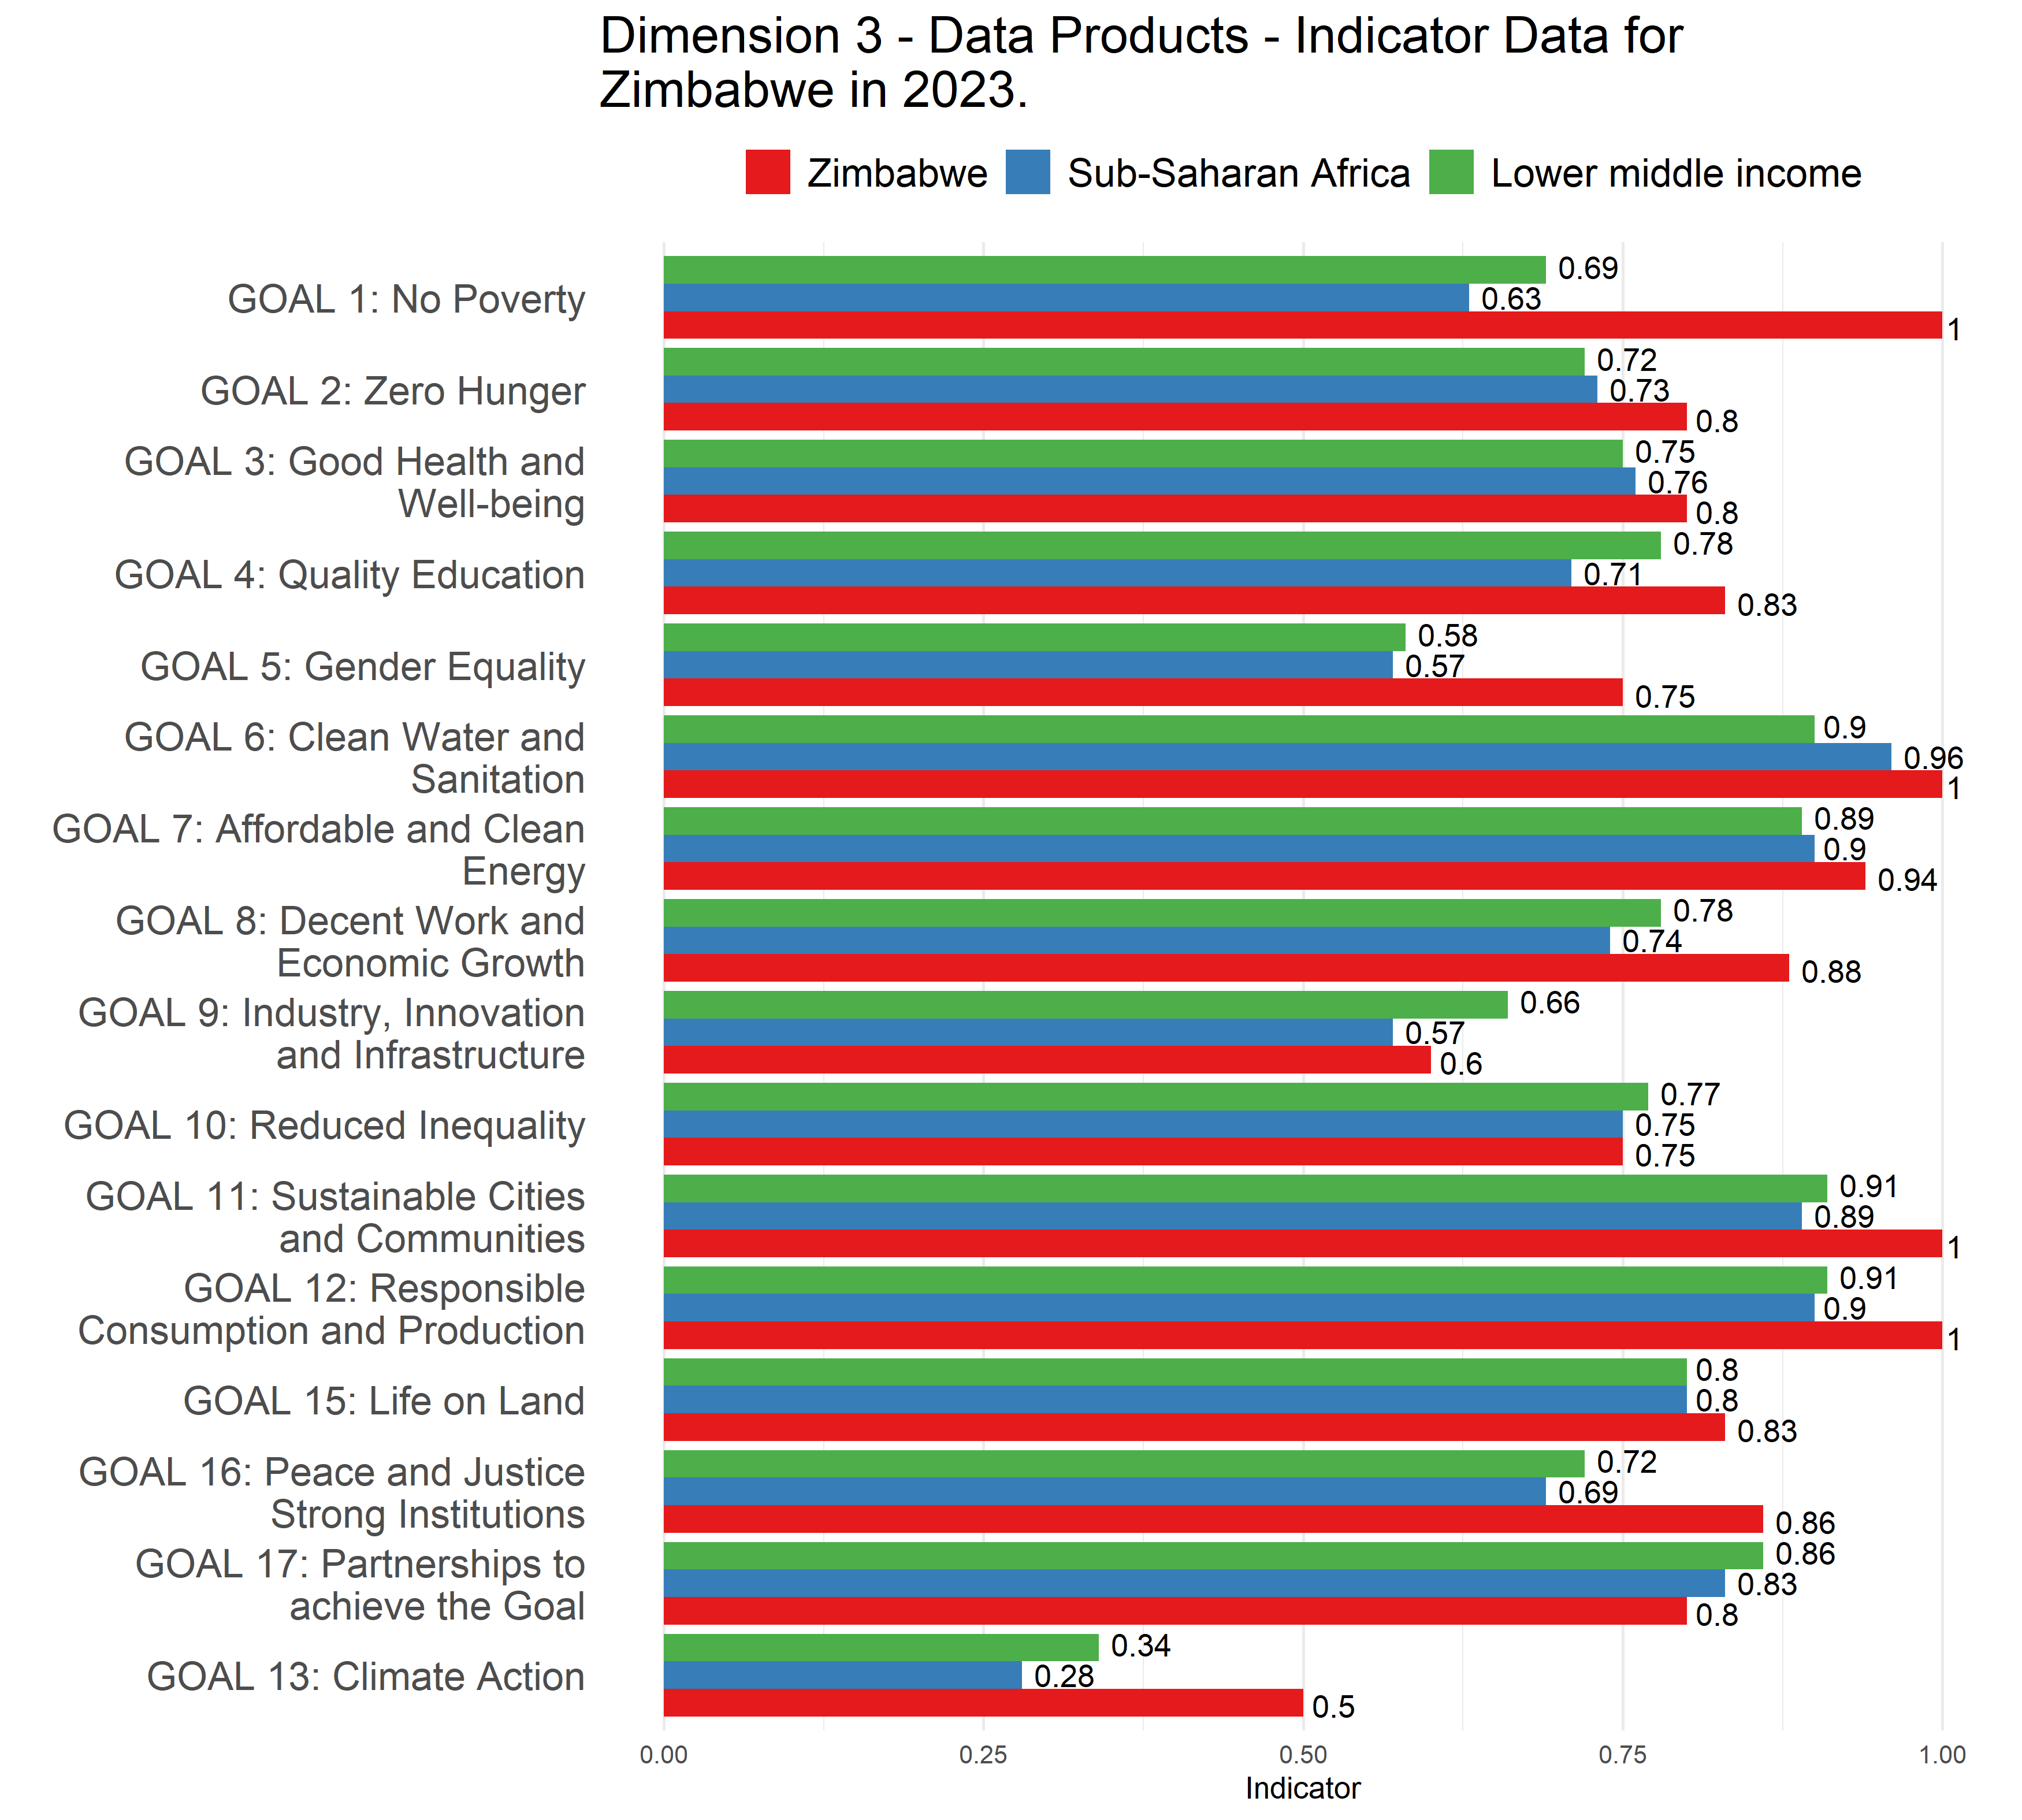 Dimension 3 - Data Products - Indicator Data for
Zimbabwe in 2023.
Zimbabwe Sub-Saharan Africa Lower middle income
GOAL 1: No Poverty
0.69
0.63
1
GOAL 2: Zero Hunger
0.72
0.73
0.8
GOAL 3: Good Health and
Well-being
0.75
0.76
0.8
GOAL 4: Quality Education
0.78
0.71
0.83
GOAL 5: Gender Equality
0.58
0.57
0.75
GOAL 6: Clean Water and
Sanitation
0.9
0.96
1
GOAL 7: Affordable and Clean
Energy
0.89
0.9
0.94
GOAL 8: Decent Work and
Economic Growth
0.78
0.74
0.88
GOAL 9: Industry, Innovation
and Infrastructure
0.66
0.57
0.6
GOAL 10: Reduced Inequality
0.77
0.75
0.75
GOAL 11: Sustainable Cities
and Communities
0.91
0.89
1
GOAL 12: Responsible
Consumption and Production
0.91
0.9
1
GOAL 15: Life on Land
0.8
0.8
0.83
GOAL 16: Peace and Justice
Strong Institutions
0.72
0.69
0.86
GOAL 17: Partnerships to
achieve the Goal
0.86
0.83
0.8
GOAL 13: Climate Action
0.34
0.28
0.5
0.00 0.25 0.50 0.75 1.00
Indicator